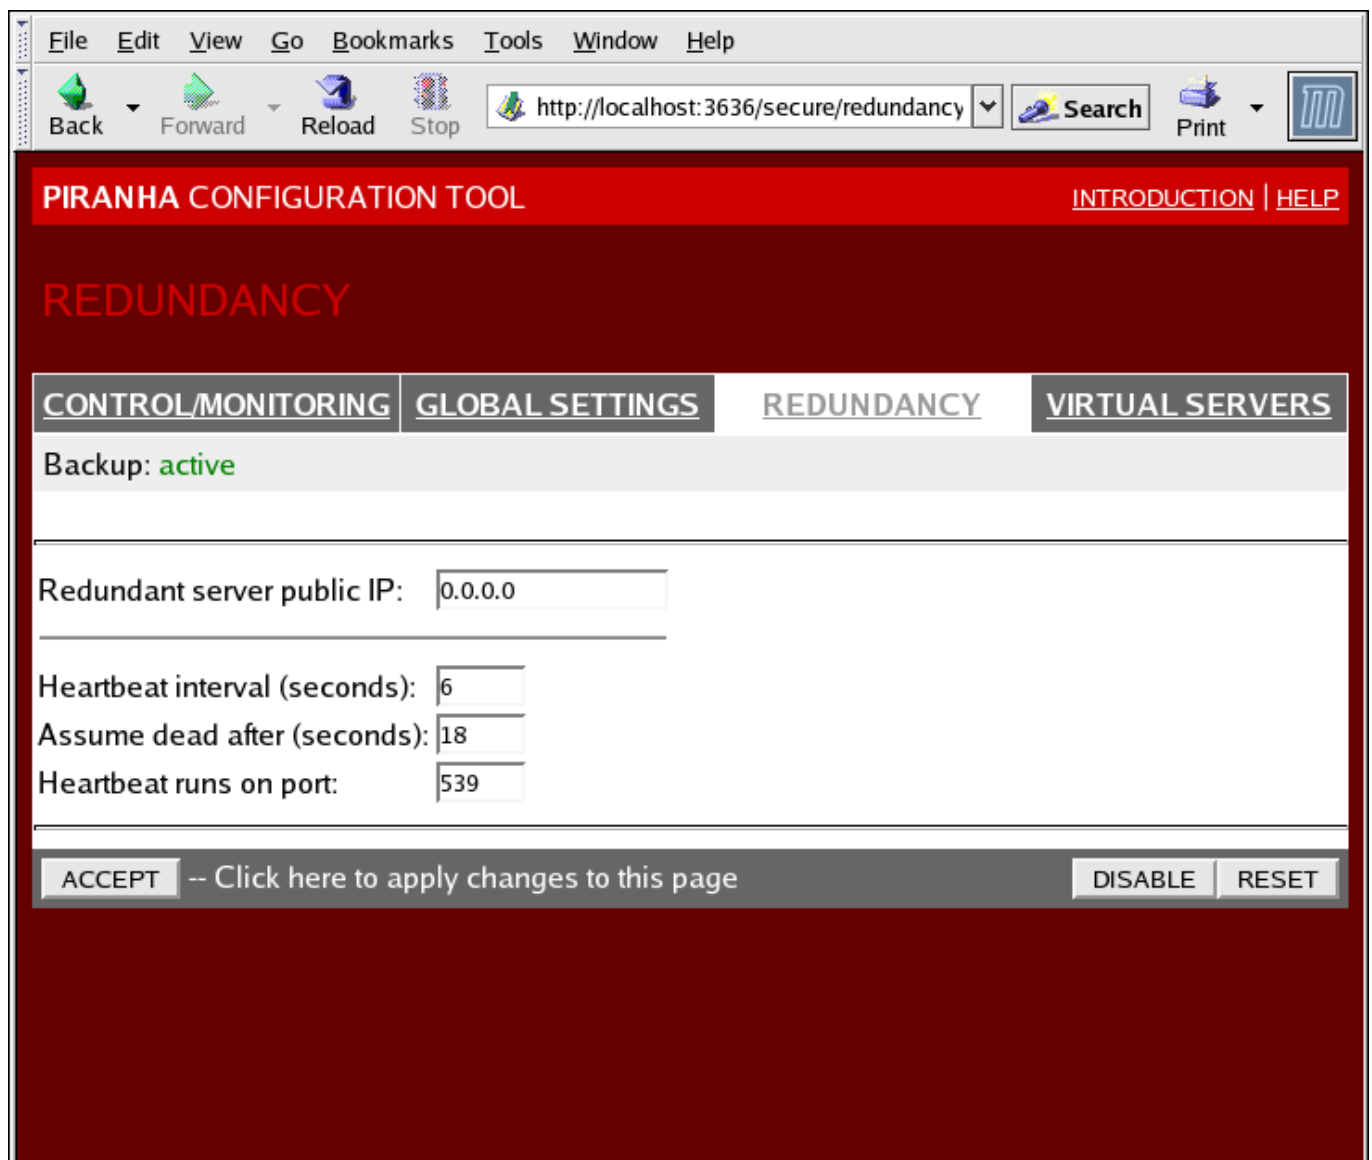 File Edit View Go Bookmarks Tools Window Help
Back Forward Reload Stop http://localhost:3636/secure/redundancy Search Print
PIRANHA CONFIGURATION TOOL INTRODUCTION | HELP
REDUNDANCY
CONTROL/MONITORING GLOBAL SETTINGS REDUNDANCY VIRTUAL SERVERS
Backup: active
Redundant server public IP: 0.0.0.0
Heartbeat interval (seconds): 6
Assume dead after (seconds): 18
Heartbeat runs on port: 539
ACCEPT -- Click here to apply changes to this page DISABLE RESET